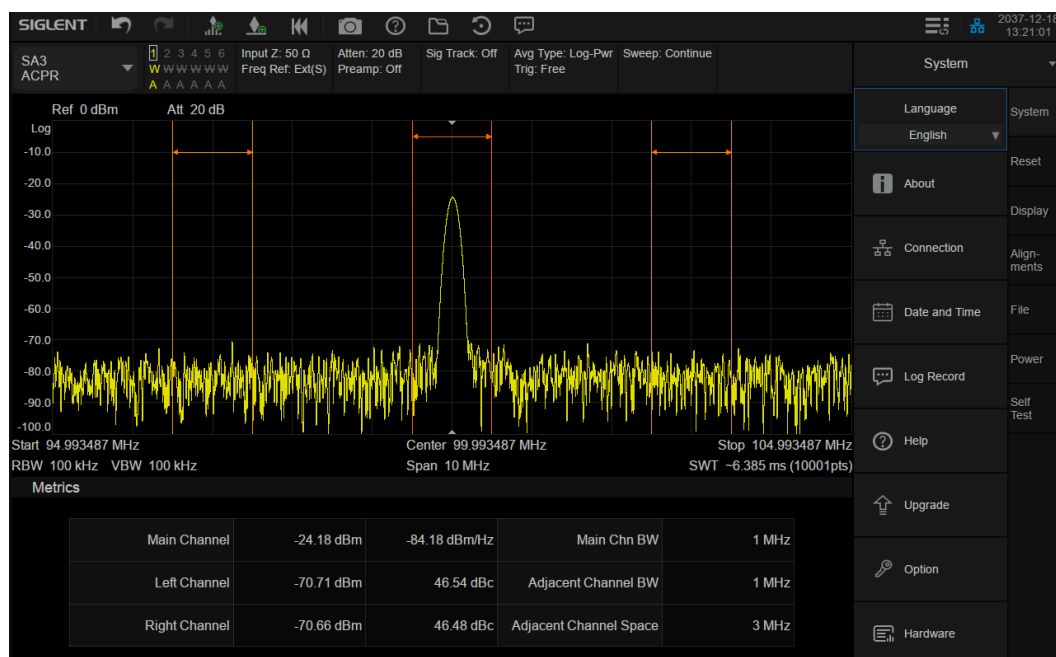 SIGLENT
2037-12-18
13:21:01
SA3
ACPR
1 2 3 4 5 6
W W W W W W
A A A A A A
Input Z: 50 Ω
Freq Ref: Ext(S)
Atten: 20 dB
Preamp: Off
Sig Track: Off
Avg Type: Log-Pwr
Trig: Free
Sweep: Continue
Ref 0 dBm
Att 20 dB
Log
-10.0
-20.0
-30.0
-40.0
-50.0
-60.0
-70.0
-80.0
-90.0
-100.0
Start 94.993487 MHz
Center 99.993487 MHz
Stop 104.993487 MHz
RBW 100 kHz VBW 100 kHz
Span 10 MHz
SWT ~6.385 ms (10001pts)
Metrics
Main Channel -24.18 dBm -84.18 dBm/Hz Main Chn BW 1 MHz
Left Channel -70.71 dBm 46.54 dBc Adjacent Channel BW 1 MHz
Right Channel -70.66 dBm 46.48 dBc Adjacent Channel Space 3 MHz
System
Language
English
About
Connection
Date and Time
Log Record
Help
Upgrade
Option
Hardware
System
Reset
Display
Align-
ments
File
Power
Self
Test